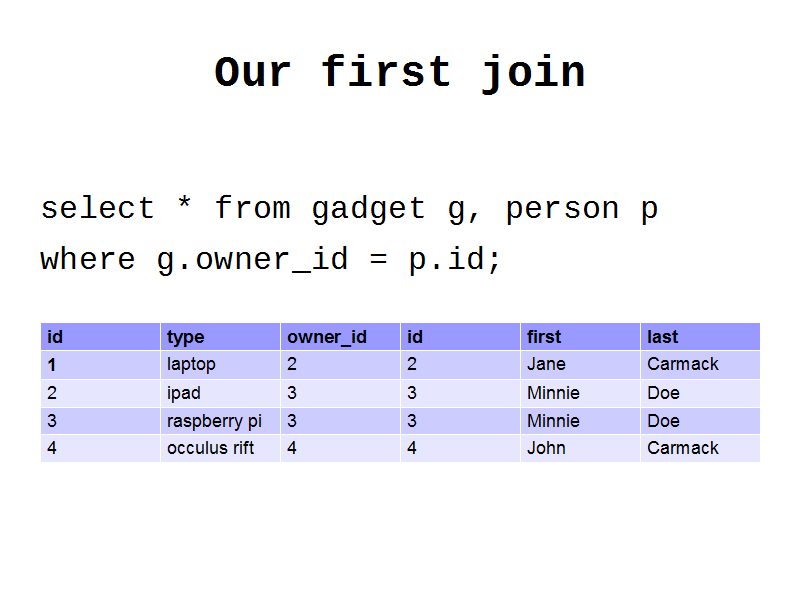 Our first join
select * from gadget g, person p
where g.owner_id = p.id;
id type owner_id id first last
1 laptop 2 2 Jane Carmack
2 ipad 3 3 Minnie Doe
3 raspberry pi 3 3 Minnie Doe
4 occulus rift 4 4 John Carmack